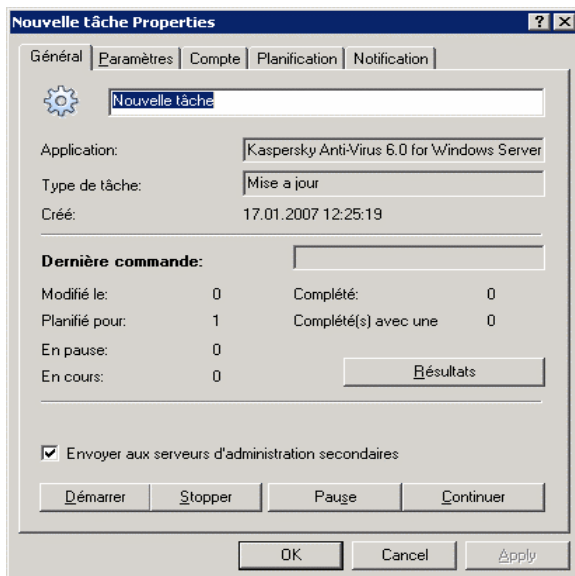 Nouvelle tâche Properties
Général Paramètres Compte Planification Notification
Nouvelle tâche
Application: Kaspersky Anti-Virus 6.0 for Windows Server
Type de tâche: Mise a jour
Créé: 17.01.2007 12:25:19
Dernière commande:
Modifié le: 0 Complété: 0
Planifié pour: 1 Complété(s) avec une 0
En pause: 0
En cours: 0 Résultats
Envoyer aux serveurs d'administration secondaires
Démarrer Stopper Pause Continuer
OK Cancel Apply